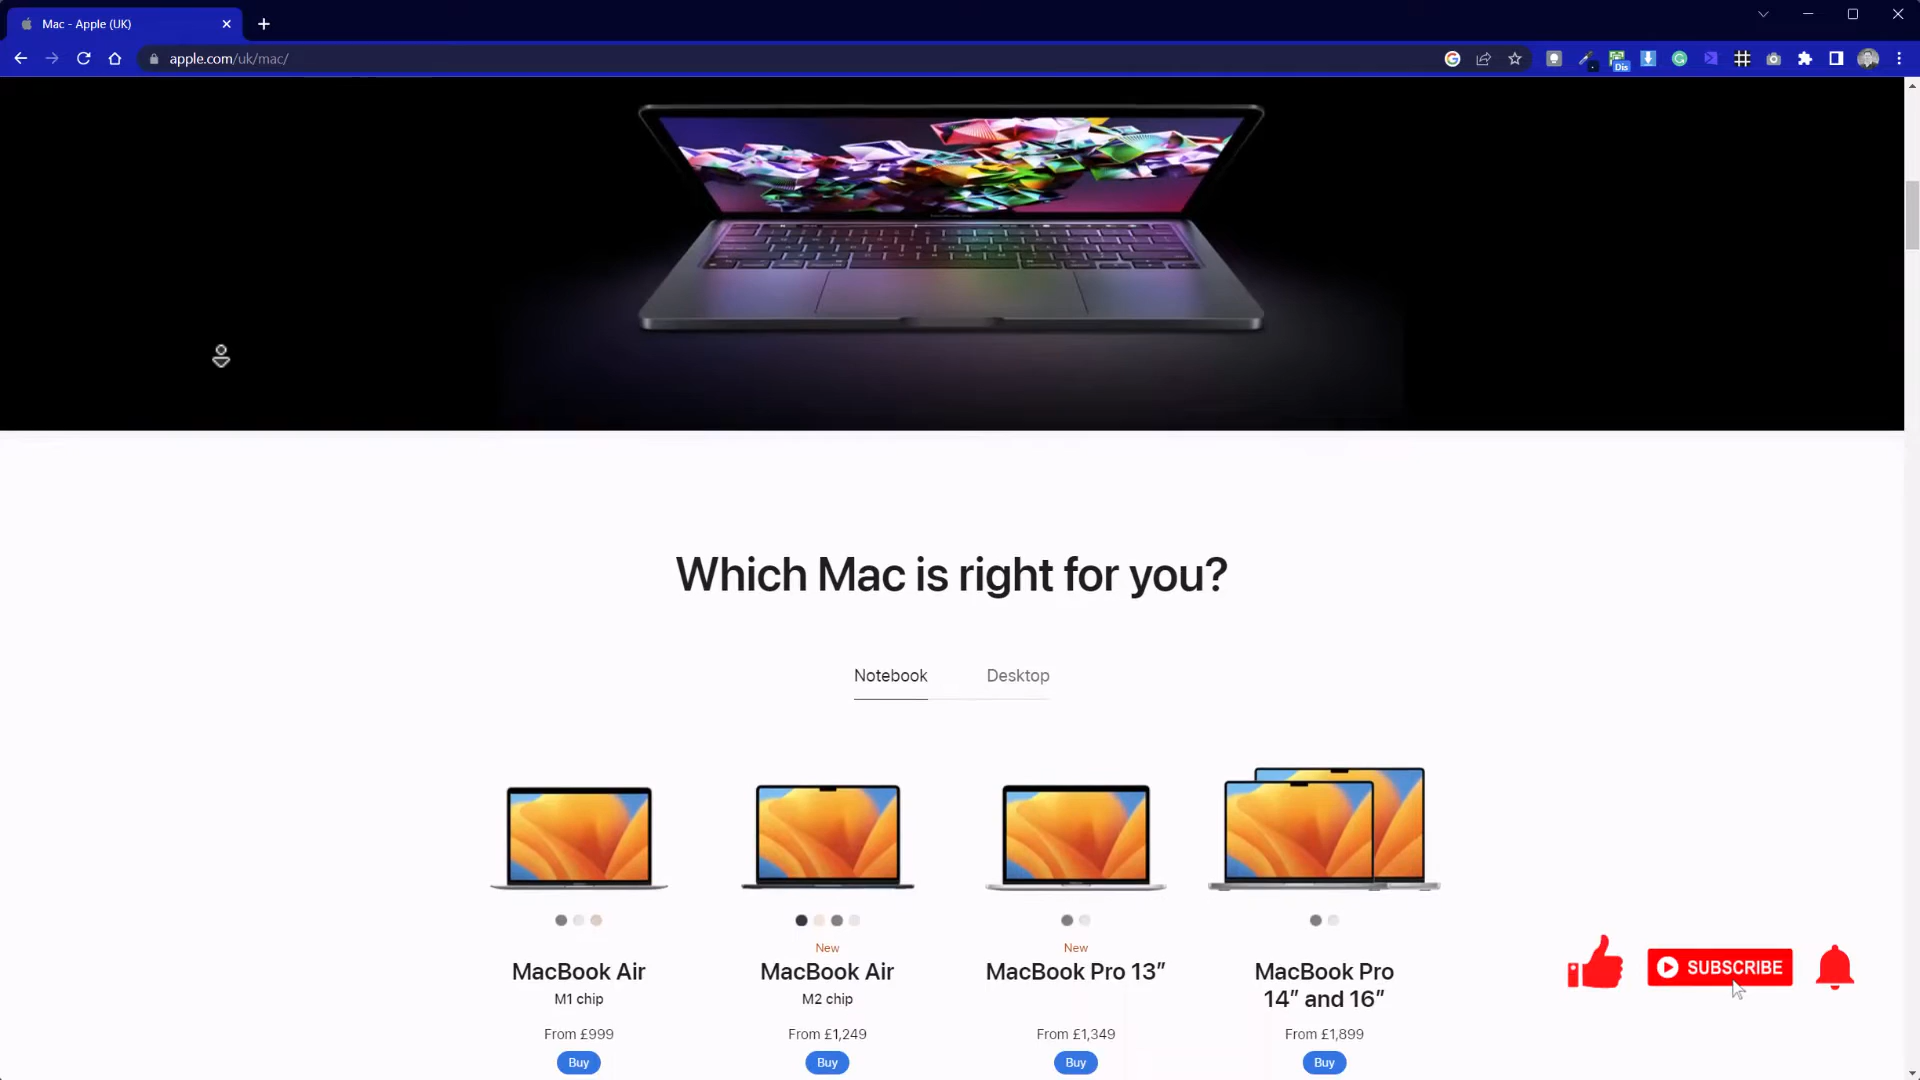 Mac - Apple (UK)
apple.com/uk/mac/
Dis
Which Mac is right for you?
Notebook
Desktop
New
New
MacBook Air
MacBook Air
MacBook Pro 13”
MacBook Pro
14” and 16”
M1 chip
M2 chip
From £999
From £1,249
From £1,349
From £1,899
Buy
Buy
Buy
Buy
SUBSCRIBE